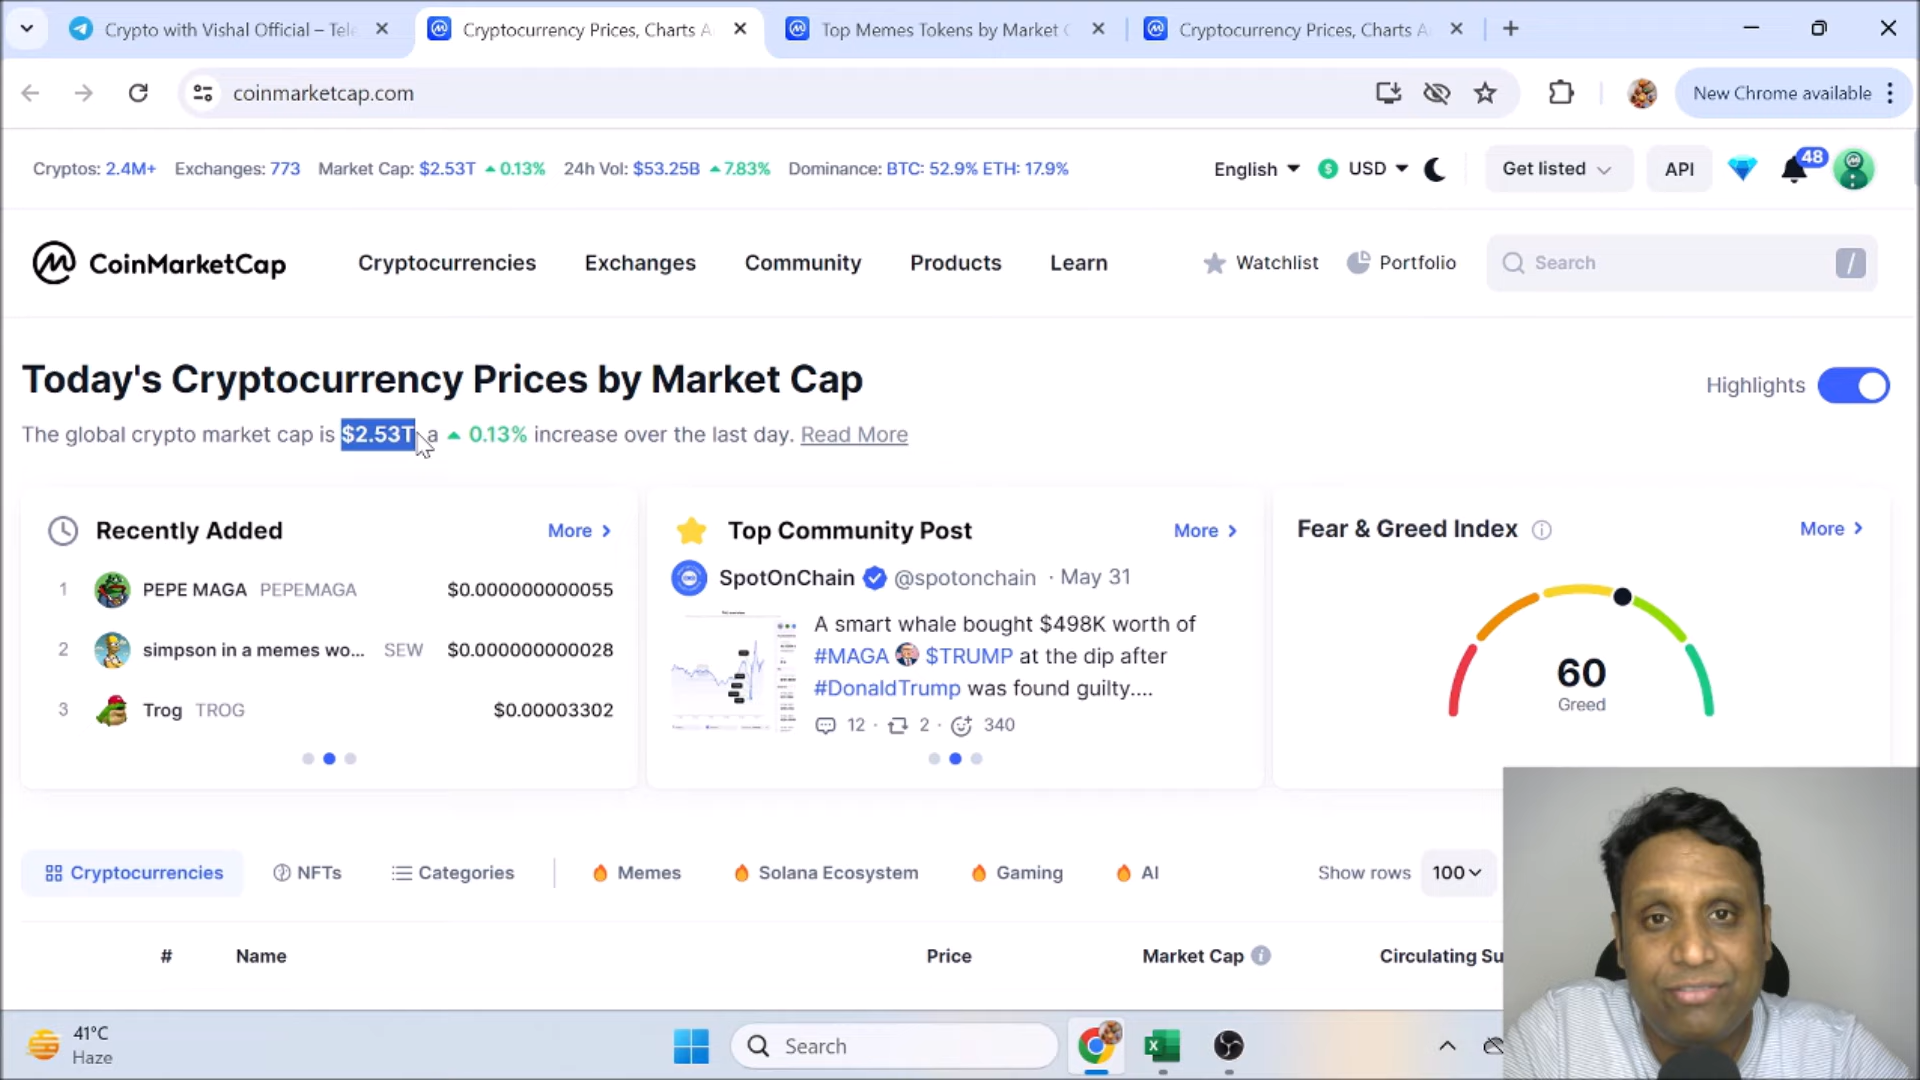 Crypto with Vishal Official – Tele
Cryptocurrency Prices, Charts A
Top Memes Tokens by Market C
Cryptocurrency Prices, Charts A
coinmarketcap.com
New Chrome available
Cryptos: 2.4M+ Exchanges: 773 Market Cap: $2.53T 0.13% 24h Vol: $53.25B 7.83% Dominance: BTC: 52.9% ETH: 17.9%
English USD Get listed API 48
CoinMarketCap Cryptocurrencies Exchanges Community Products Learn Watchlist Portfolio Search /
Today's Cryptocurrency Prices by Market Cap
Highlights
The global crypto market cap is $2.53T, a 0.13% increase over the last day. Read More
Recently Added More >
1 PEPE MAGA PEPEMAGA $0.000000000055
2 simpson in a memes wo... SEW $0.000000000028
3 Trog TROG $0.00003302
Top Community Post More >
SpotOnChain @spotonchain · May 31
A smart whale bought $498K worth of
#MAGA $TRUMP at the dip after
#DonaldTrump was found guilty....
12 · 2 · 340
Fear & Greed Index More >
60
Greed
Cryptocurrencies NFTs Categories Memes Solana Ecosystem Gaming AI Show rows 100
# Name Price Market Cap Circulating Su
41°C
Haze
Search